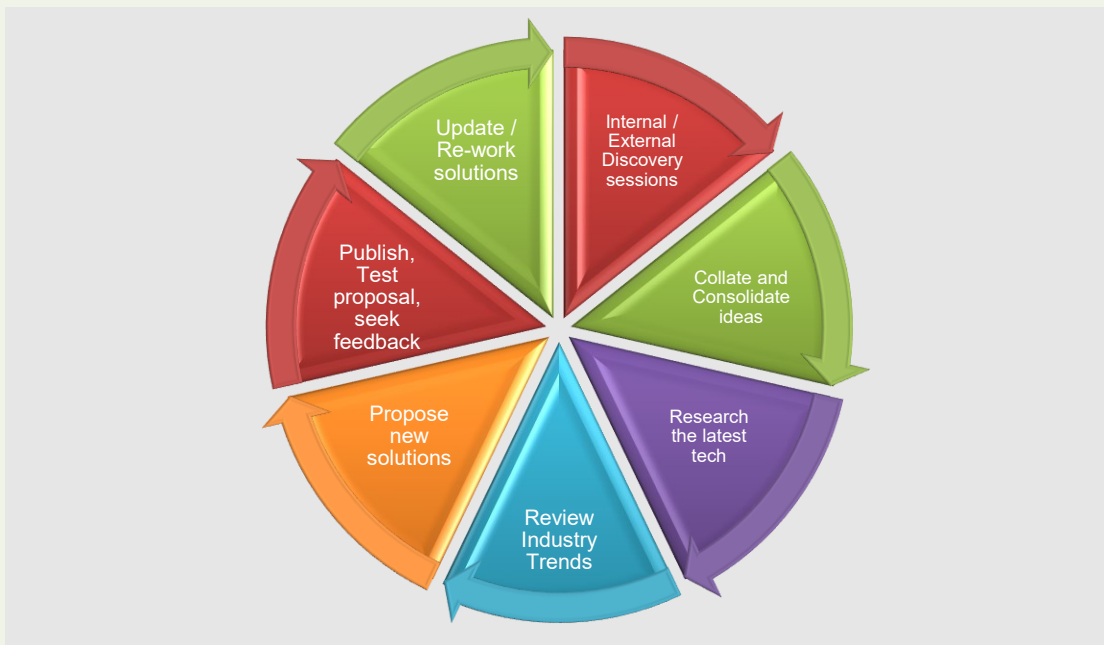 Internal /
External
Discovery
sessions
Collate and
Consolidate
ideas
Research
the latest
tech
Review
Industry
Trends
Propose
new
solutions
Publish,
Test
proposal,
seek
feedback
Update /
Re-work
solutions